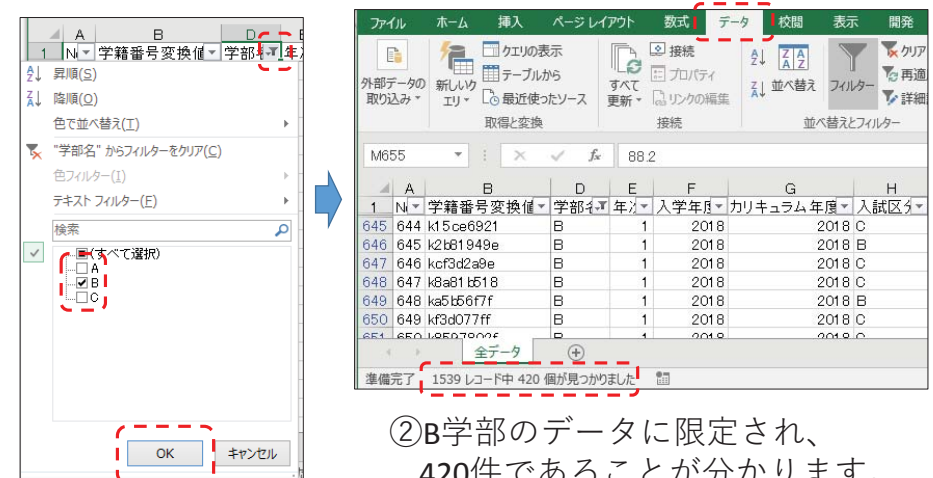 A B D E
1 No 学籍番号変換値 学部名 年次
昇順(S)
降順(O)
色で並べ替え(T)
"学部名" からフィルターをクリア(C)
色フィルター(I)
テキスト フィルター(F)
検索
(すべて選択)
A
B
C
OK キャンセル
ファイル ホーム 挿入 ページ レイアウト 数式 データ 校閲 表示 開発
外部データの取り込み
新しいクエリ
クエリの表示
テーブルから
最近使ったソース
取得と変換
すべて更新
接続
プロパティ
リンクの編集
接続
並べ替え
フィルター
クリア
再適
詳細
並べ替えとフィルター
M655 fx 88.2
A B D E F G H
1 No 学籍番号変換値 学部名 年次 入学年度 カリキュラム年度 入試区分
645 644 k15ce6921 B 1 2018 2018 C
646 645 k2b81949e B 1 2018 2018 B
647 646 kcf3d2a9e B 1 2018 2018 C
648 647 k8a81b518 B 1 2018 2018 C
649 648 ka5b56f7f B 1 2018 2018 B
650 649 kf3d077ff B 1 2018 2018 C
651 650 k8597802f B 1 2018 2018 C
全データ
準備完了 1539 レコード中 420 個が見つかりました
②B学部のデータに限定され、
420件であることが分かります。